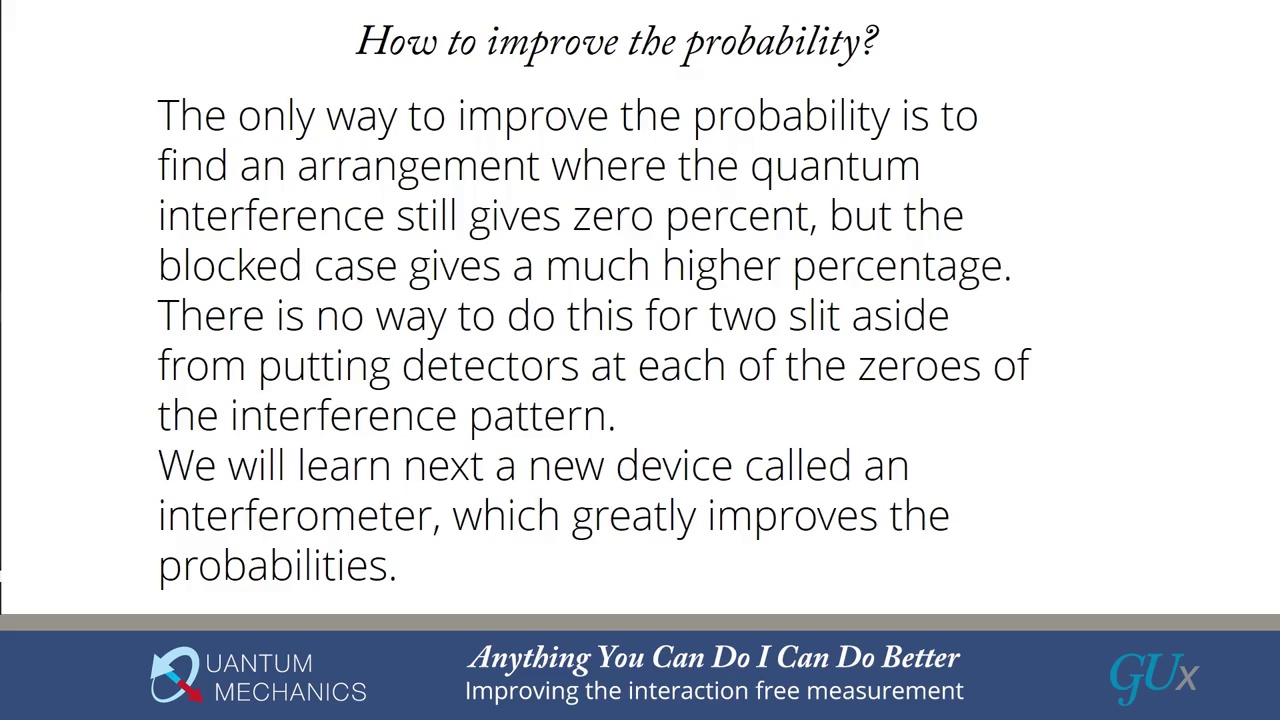 How to improve the probability?
The only way to improve the probability is to
find an arrangement where the quantum
interference still gives zero percent, but the
blocked case gives a much higher percentage.
There is no way to do this for two slit aside
from putting detectors at each of the zeroes of
the interference pattern.
We will learn next a new device called an
interferometer, which greatly improves the
probabilities.
QUANTUM
MECHANICS
Anything You Can Do I Can Do Better
Improving the interaction free measurement
GUx